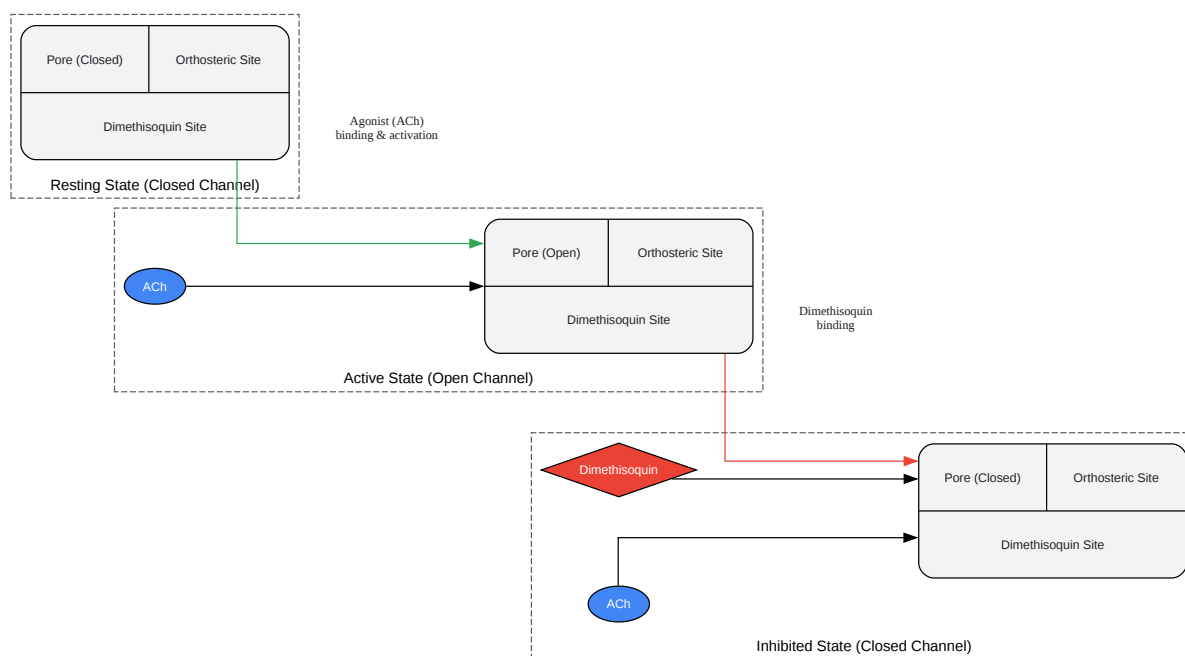 Pore (Closed)
Orthosteric Site
Dimethisoquin Site
Resting State (Closed Channel)
Agonist (ACh)
binding & activation
ACh
Pore (Open)
Orthosteric Site
Dimethisoquin Site
Active State (Open Channel)
Dimethisoquin
binding
Dimethisoquin
Pore (Closed)
Orthosteric Site
Dimethisoquin Site
ACh
Inhibited State (Closed Channel)